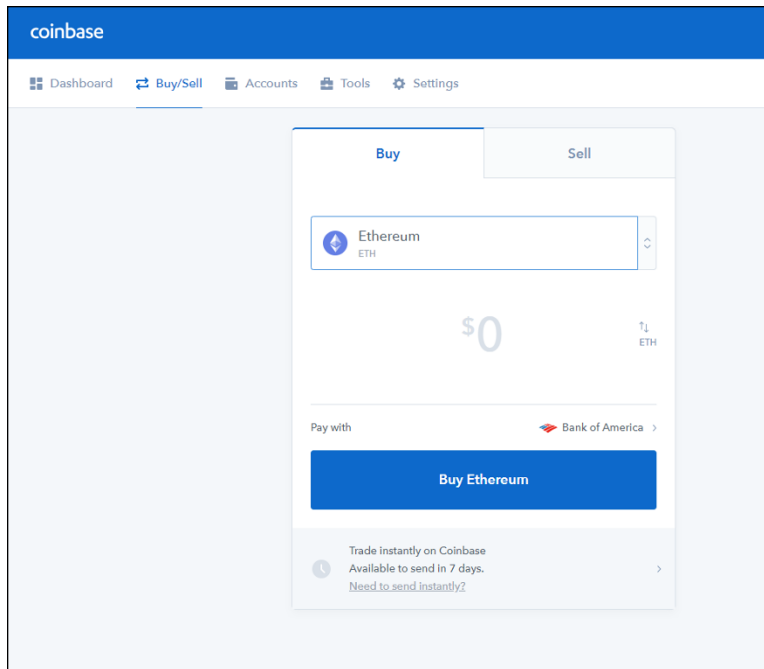 coinbase
Dashboard Buy/Sell Accounts Tools Settings
Buy Sell
Ethereum
ETH
$0
ETH
Pay with Bank of America
Buy Ethereum
Trade instantly on Coinbase
Available to send in 7 days.
Need to send instantly?